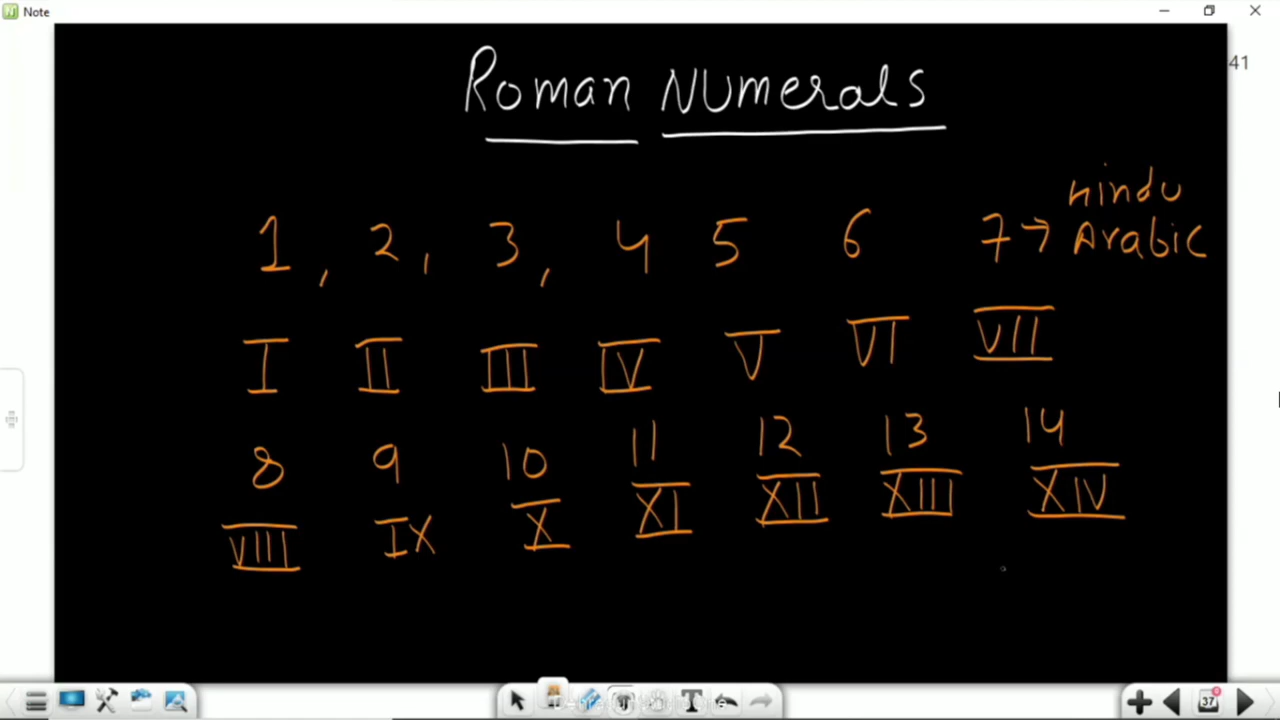 Note
41
Roman Numerals
Hindu
1, 2, 3, 4 5 6 7 → Arabic
I II III IV V VI VII
8 9 10 11 12 13 14
VIII IX X XI XII XIII XIV
T
37